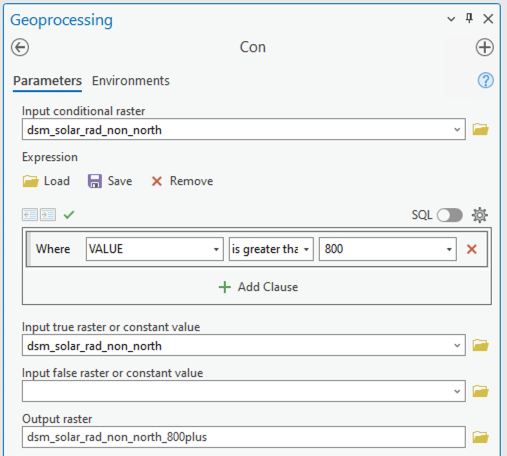 Geoprocessing
Con
Parameters Environments
Input conditional raster
dsm_solar_rad_non_north
Expression
Load Save Remove
SQL
Where VALUE is greater tha 800
Add Clause
Input true raster or constant value
dsm_solar_rad_non_north
Input false raster or constant value
Output raster
dsm_solar_rad_non_north_800plus